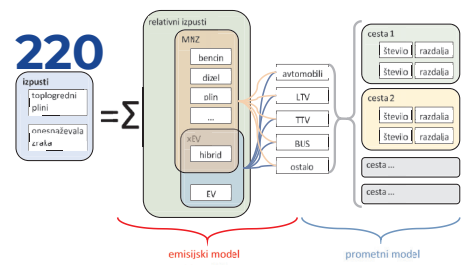 220
izpusti
toplogredni
plini
onesnaževala
zraka
=Σ
relativni izpusti
MNZ
bencin
dizel
plin
...
xEV
hibrid
EV
avtomobili
LTV
TTV
BUS
ostalo
cesta 1
število razdalja
število razdalja
cesta 2
število razdalja
število razdalja
cesta ...
cesta ...
emisijski model
prometni model